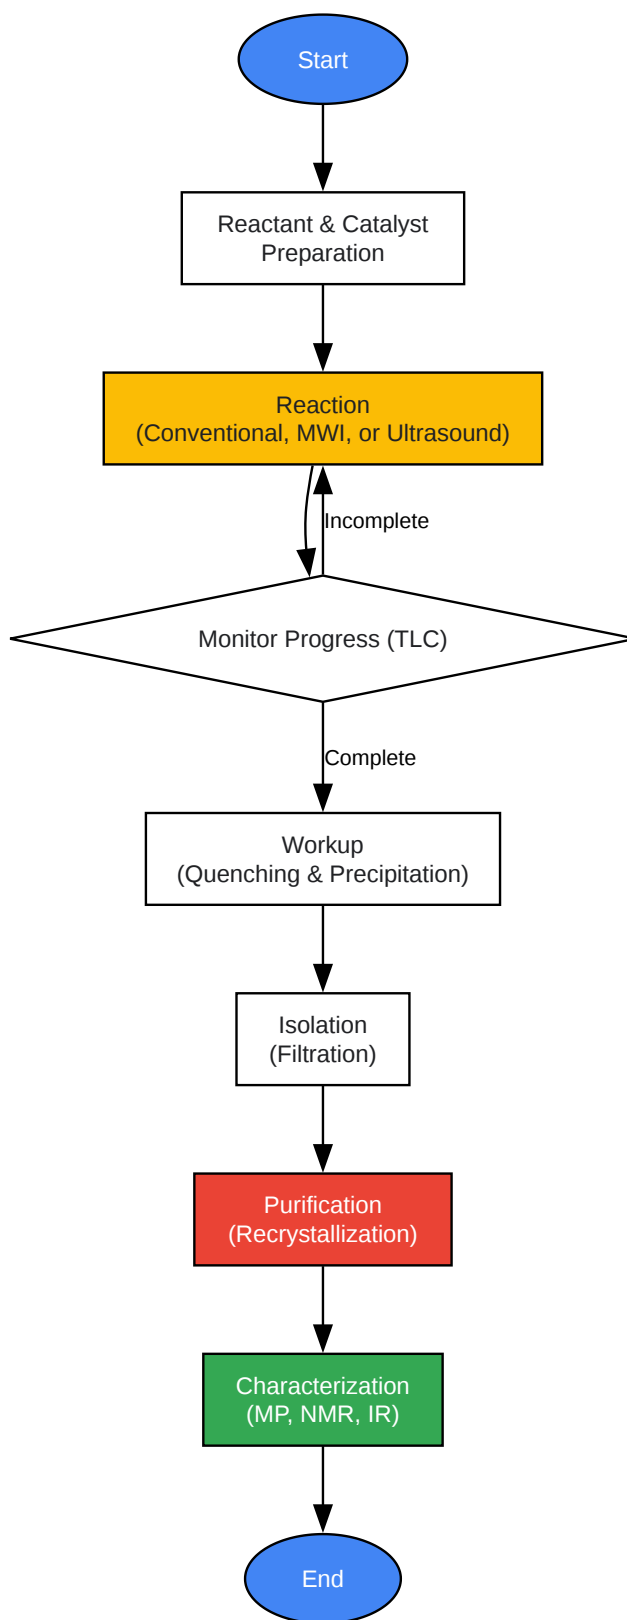 Start
Reactant & Catalyst
Preparation
Reaction
(Conventional, MWI, or Ultrasound)
Incomplete
Monitor Progress (TLC)
Complete
Workup
(Quenching & Precipitation)
Isolation
(Filtration)
Purification
(Recrystallization)
Characterization
(MP, NMR, IR)
End